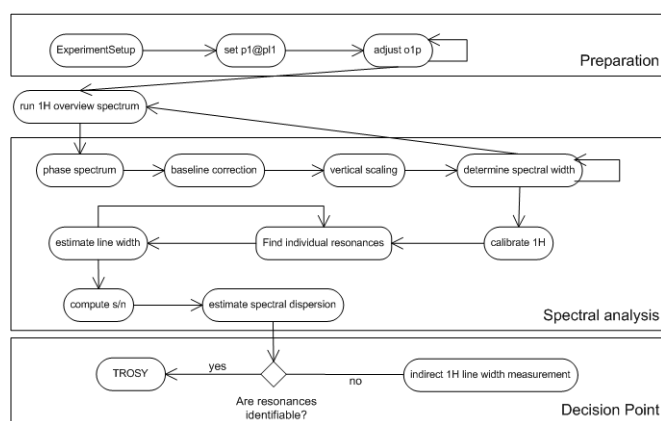 ExperimentSetup
set p1@pl1
adjust o1p
Preparation
run 1H overview spectrum
phase spectrum
baseline correction
vertical scaling
determine spectral width
estimate line width
Find individual resonances
calibrate 1H
compute s/n
estimate spectral dispersion
Spectral analysis
TROSY
yes
no
indirect 1H line width measurement
Are resonances
identifiable?
Decision Point